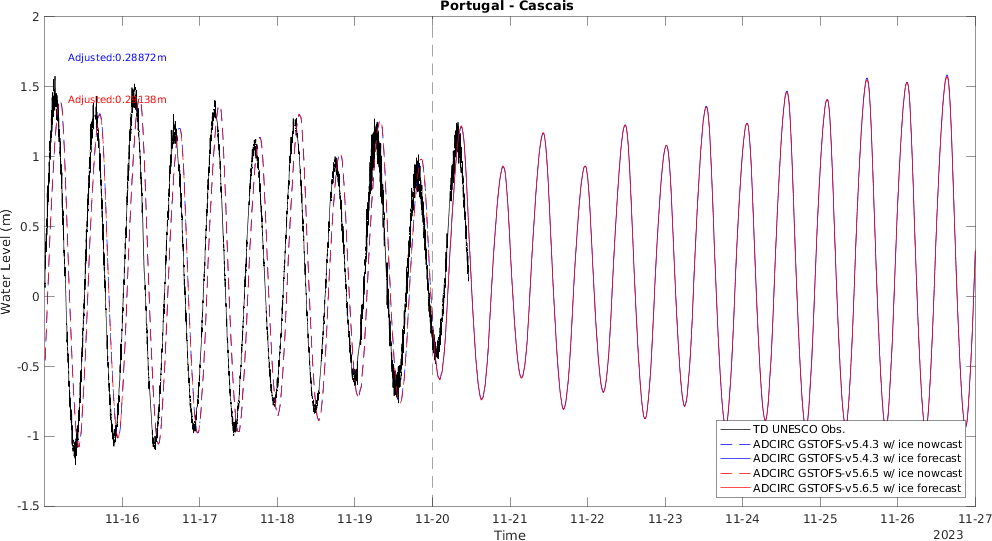 Portugal - Cascais
2
Adjusted:0.28872m
1.5
1
0.5
0
-0.5
-1
-1.5
Water Level (m)
TD UNESCO Obs.
ADCIRC GSTOFS-v5.4.3 w/ ice nowcast
ADCIRC GSTOFS-v5.4.3 w/ ice forecast
ADCIRC GSTOFS-v5.6.5 w/ ice nowcast
ADCIRC GSTOFS-v5.6.5 w/ ice forecast
11-16 11-17 11-18 11-19 11-20 11-21 11-22 11-23 11-24 11-25 11-26 11-27
Time
2023